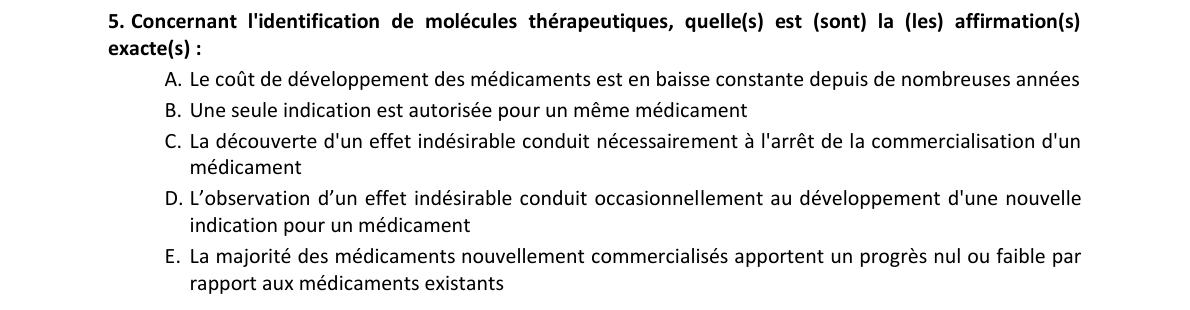 5. Concernant l'identification de molécules thérapeutiques, quelle(s) est (sont) la (les) affirmation(s)
exacte(s) :
A. Le coût de développement des médicaments est en baisse constante depuis de nombreuses années
B. Une seule indication est autorisée pour un même médicament
C. La découverte d'un effet indésirable conduit nécessairement à l'arrêt de la commercialisation d'un
médicament
D. L’observation d’un effet indésirable conduit occasionnellement au développement d'une nouvelle
indication pour un médicament
E. La majorité des médicaments nouvellement commercialisés apportent un progrès nul ou faible par
rapport aux médicaments existants